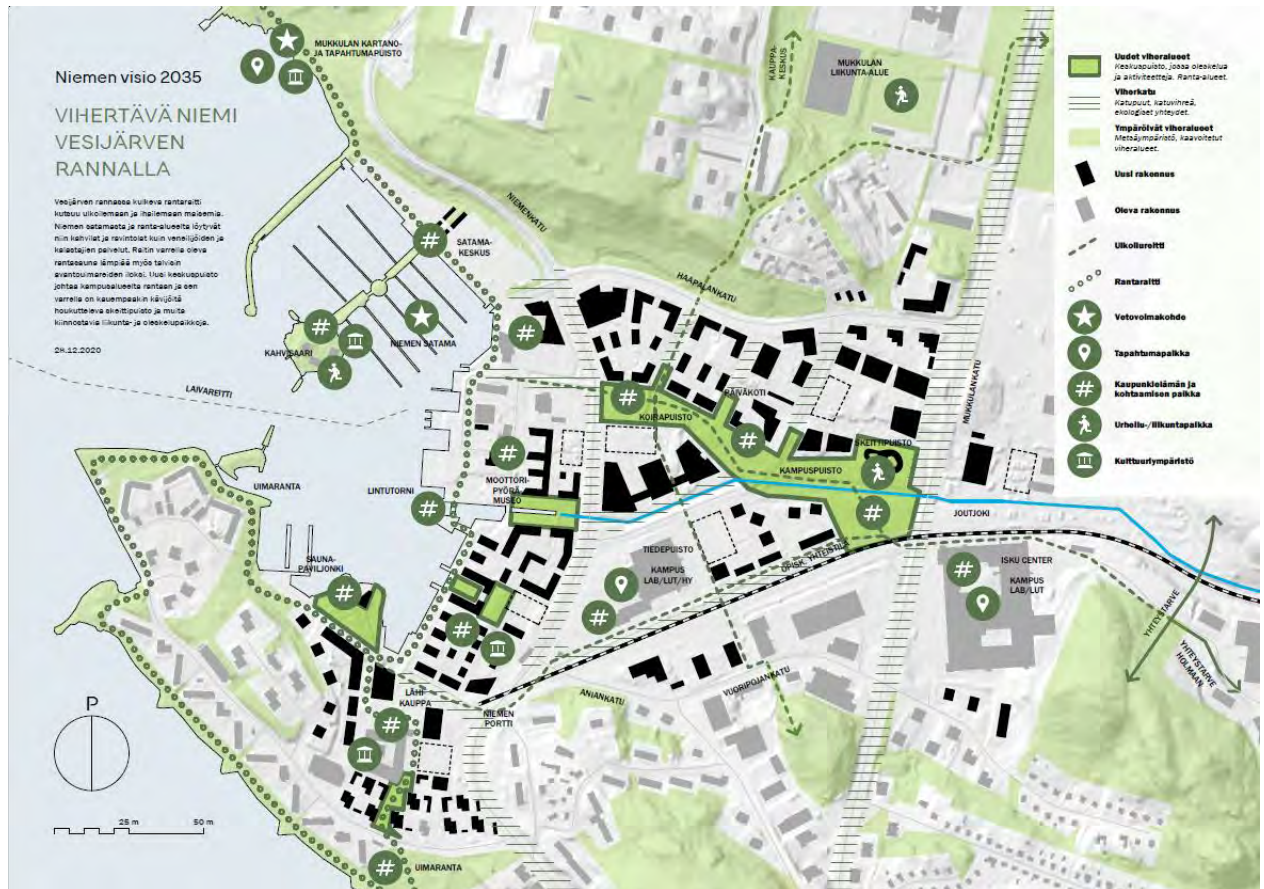 Niemen visio 2035
VIHERTÄVÄ NIEMI
VESIJÄRVEN
RANNALLA
Vesijärven rannassa kulkeva rantaraitti
kutsuu ulkoilemaan ja ihailemaan maisemia.
Niemen satamasta ja ranta-alueelta löytyvät
niin kahvilat ja ravintolat kuin veneilijöiden ja
kalastajien palvelut. Raitin varrella oleva
rantasauna lämpiää myös talvisin
avantouimareiden iloksi. Uusi keskuspuisto
johtaa kampusalueelta rantaan ja sen
varrella on kauempaakin kävijöitä
houkutteleva skeittipuisto ja muita
kiinnostavia liikunta- ja oleskelupaikkoja.
28.12.2020
MUKKULAN KARTANO-
JA TAPAHTUMAPUISTO
KAUPPA-
KESKUS
MUKKULAN
LIIKUNTA-ALUE
NIEMENKATU
SATAMA-
KESKUS
HAAPALANKATU
MUKKULANKATU
KAHVISAARI
NIEMEN SATAMA
LAIVAREITTI
KOIRAPUISTO
PÄIVÄKOTI
SKEITTIPUISTO
KAMPUSPUISTO
UIMARANTA
LINTUTORNI
MOOTTORI-
PYÖRÄ
MUSEO
JOUTJOKI
SAUNA-
PAVILJONKI
TIEDEPUISTO
KAMPUS
LAB/LUT/HY
OPISK. YHTEISTILA
ISKU CENTER
KAMPUS
LAB/LUT
YHTEYSTARVE
YHTEYSTARVE
HOLMAAN
LÄHI-
KAUPPA
NIEMEN
PORTTI
ANIANKATU
VUORIPOJANKATU
UIMARANTA
P
25 m
50 m
Uudet viheralueet
Keskuspuisto, jossa oleskelua
ja aktiviteetteja. Ranta-alueet.
Viherkatu
Katupuut, katuvihreä,
ekologiset yhteydet.
Ympäröivät viheralueet
Metsäympäristö, kaavoitetut
viheralueet.
Uusi rakennus
Oleva rakennus
Ulkoilureitti
Rantaraitti
Vetovoimakohde
Tapahtumapaikka
Kaupunkielämän ja
kohtaamisen paikka
Urheilu-/liikuntapaikka
Kulttuuriympäristö